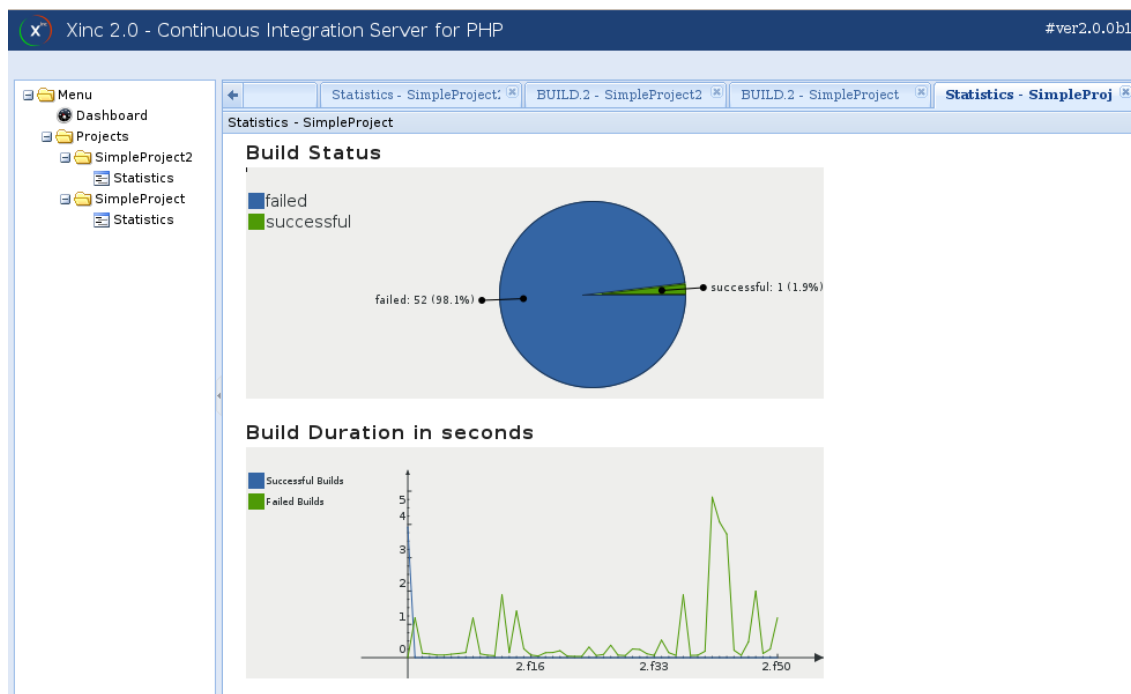 X inc Xinc 2.0 - Continuous Integration Server for PHP #ver2.0.0b1
Menu
Dashboard
Projects
SimpleProject2
Statistics
SimpleProject
Statistics
Statistics - SimpleProject2 BUILD.2 - SimpleProject2 BUILD.2 - SimpleProject Statistics - SimpleProj
Statistics - SimpleProject
Build Status
failed
successful
failed: 52 (98.1%)
successful: 1 (1.9%)
Build Duration in seconds
Successful Builds
Failed Builds
5
4
3
2
1
0
2.f16 2.f33 2.f50